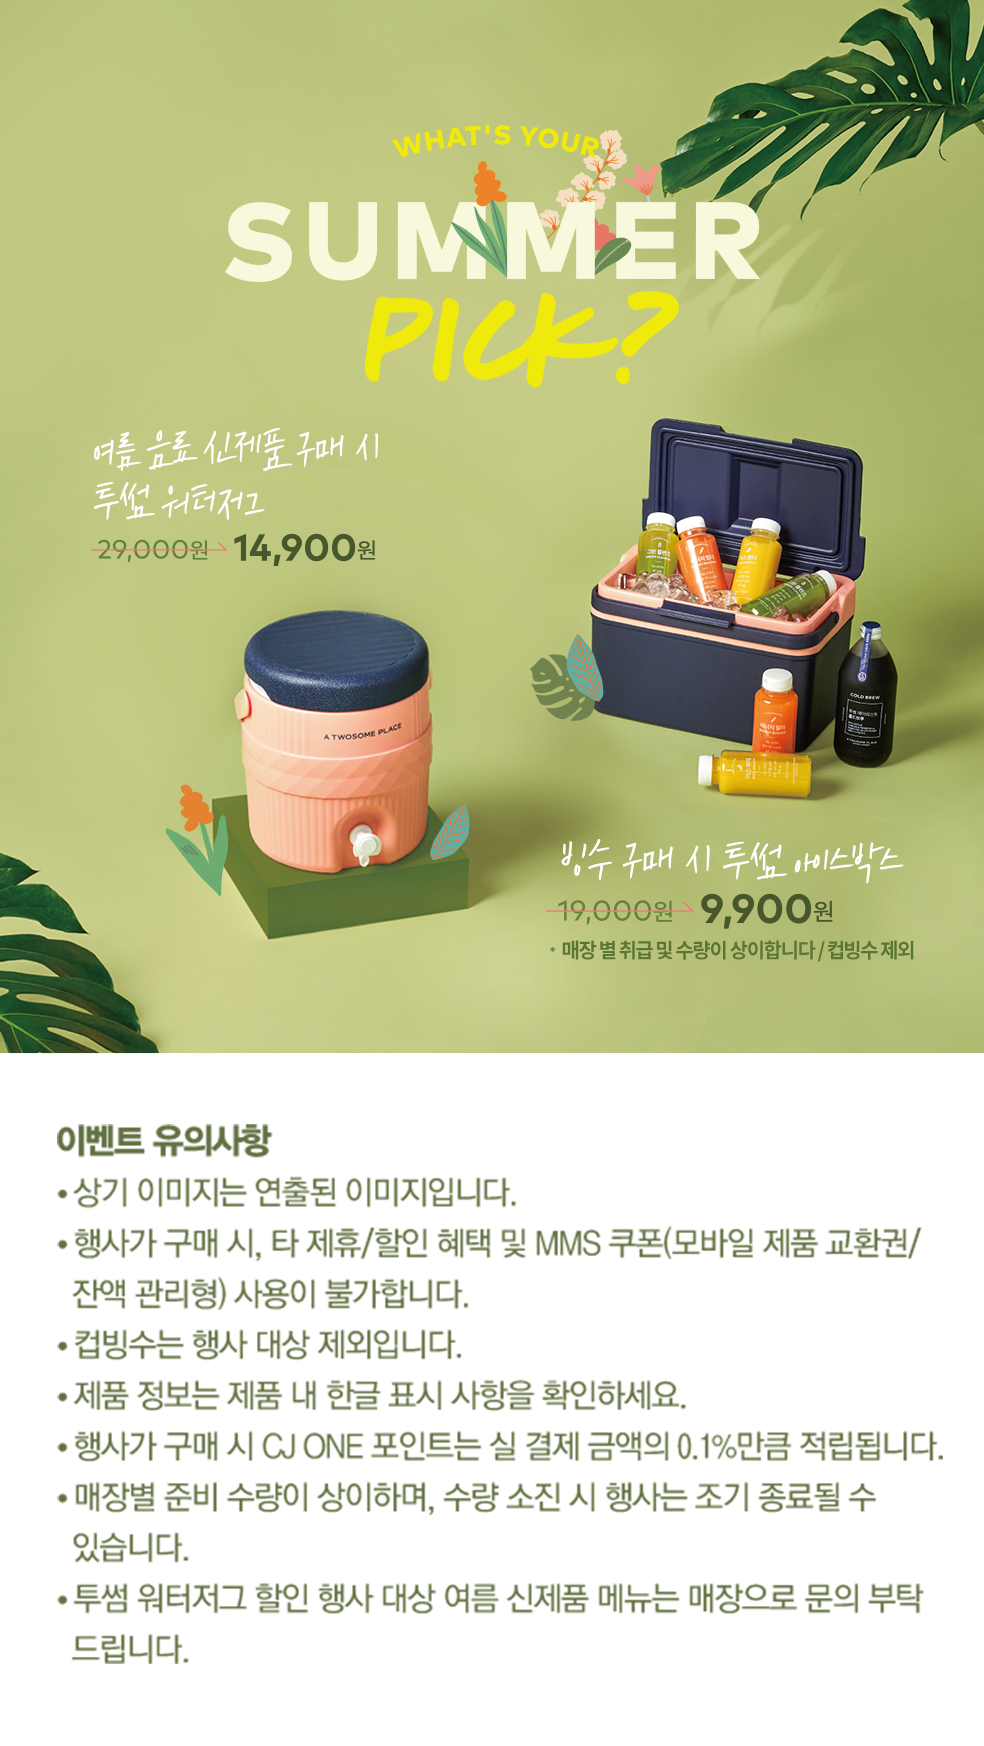 WHAT'S YOUR
SUMMER
PICK?
여름 음료 신제품 구매 시
투썸 워터저그
29,000원 → 14,900원
A TWOSOME PLACE
COLD BREW
A TWOSOME PLACE
빙수 구매 시 투썸 아이스박스
19,000원 → 9,900원
* 매장 별 취급 및 수량이 상이합니다 / 컵빙수 제외
이벤트 유의사항
• 상기 이미지는 연출된 이미지입니다.
• 행사가 구매 시, 타 제휴/할인 혜택 및 MMS 쿠폰(모바일 제품 교환권/
잔액 관리형) 사용이 불가합니다.
• 컵빙수는 행사 대상 제외입니다.
• 제품 정보는 제품 내 한글 표시 사항을 확인하세요.
• 행사가 구매 시 CJ ONE 포인트는 실 결제 금액의 0.1%만큼 적립됩니다.
• 매장별 준비 수량이 상이하며, 수량 소진 시 행사는 조기 종료될 수
있습니다.
• 투썸 워터저그 할인 행사 대상 여름 신제품 메뉴는 매장으로 문의 부탁
드립니다.